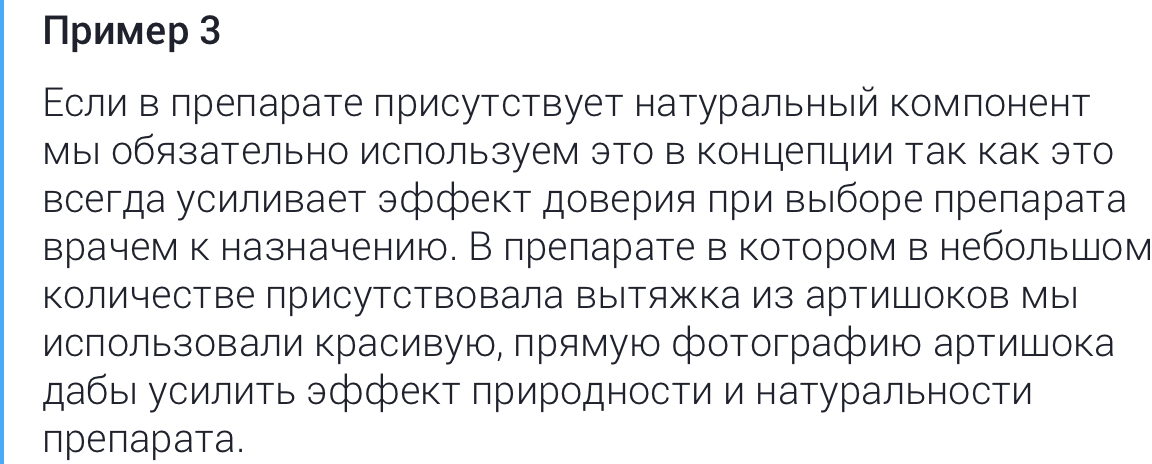 Пример 3
Если в препарате присутствует натуральный компонент
мы обязательно используем это в концепции так как это
всегда усиливает эффект доверия при выборе препарата
врачем к назначению. В препарате в котором в небольшом
количестве присутствовала вытяжка из артишоков мы
использовали красивую, прямую фотографию артишока
дабы усилить эффект природности и натуральности
препарата.